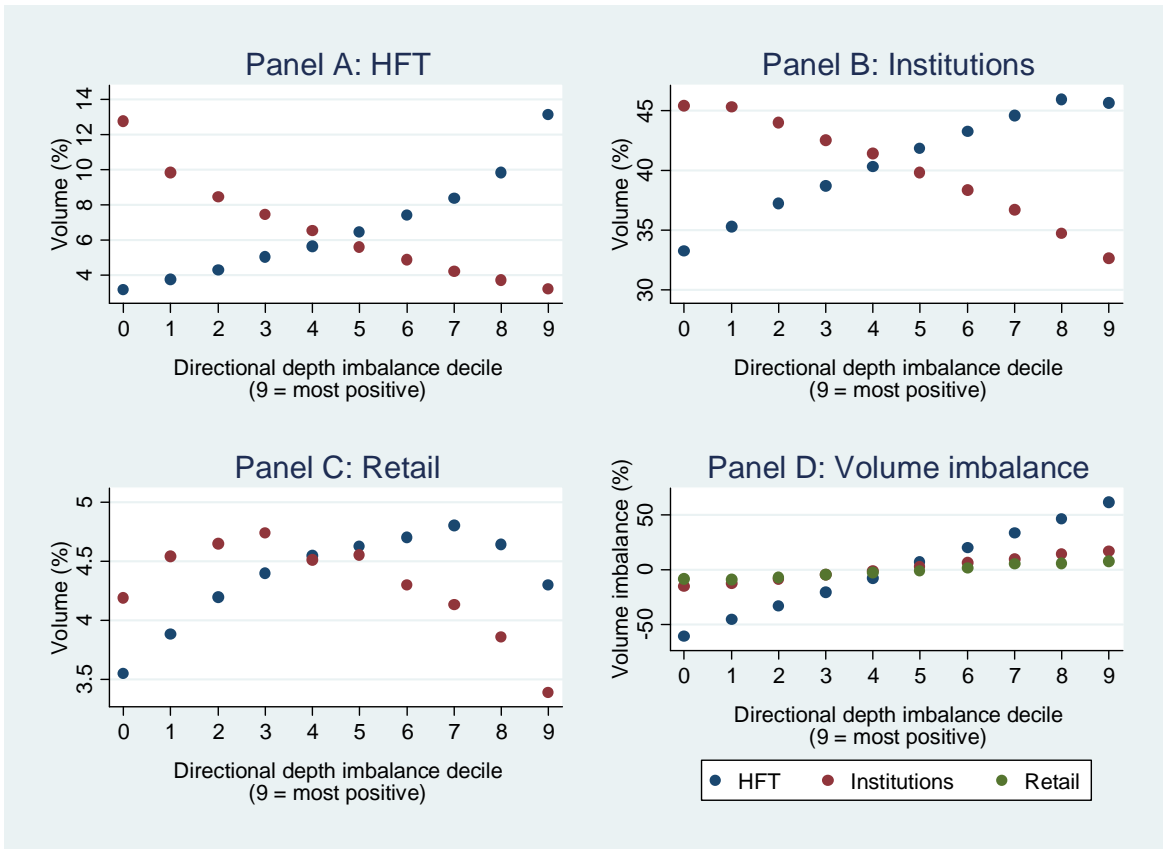 Panel A: HFT
Volume (%)
14
12
10
8
6
4
0 1 2 3 4 5 6 7 8 9
Directional depth imbalance decile
(9 = most positive)
Panel B: Institutions
45
40
35
30
0 1 2 3 4 5 6 7 8 9
Directional depth imbalance decile
(9 = most positive)
Panel C: Retail
Volume (%)
5
4.5
4
3.5
0 1 2 3 4 5 6 7 8 9
Directional depth imbalance decile
(9 = most positive)
Panel D: Volume imbalance
Volume imbalance (%)
50
0
-50
0 1 2 3 4 5 6 7 8 9
Directional depth imbalance decile
(9 = most positive)
HFT Institutions Retail